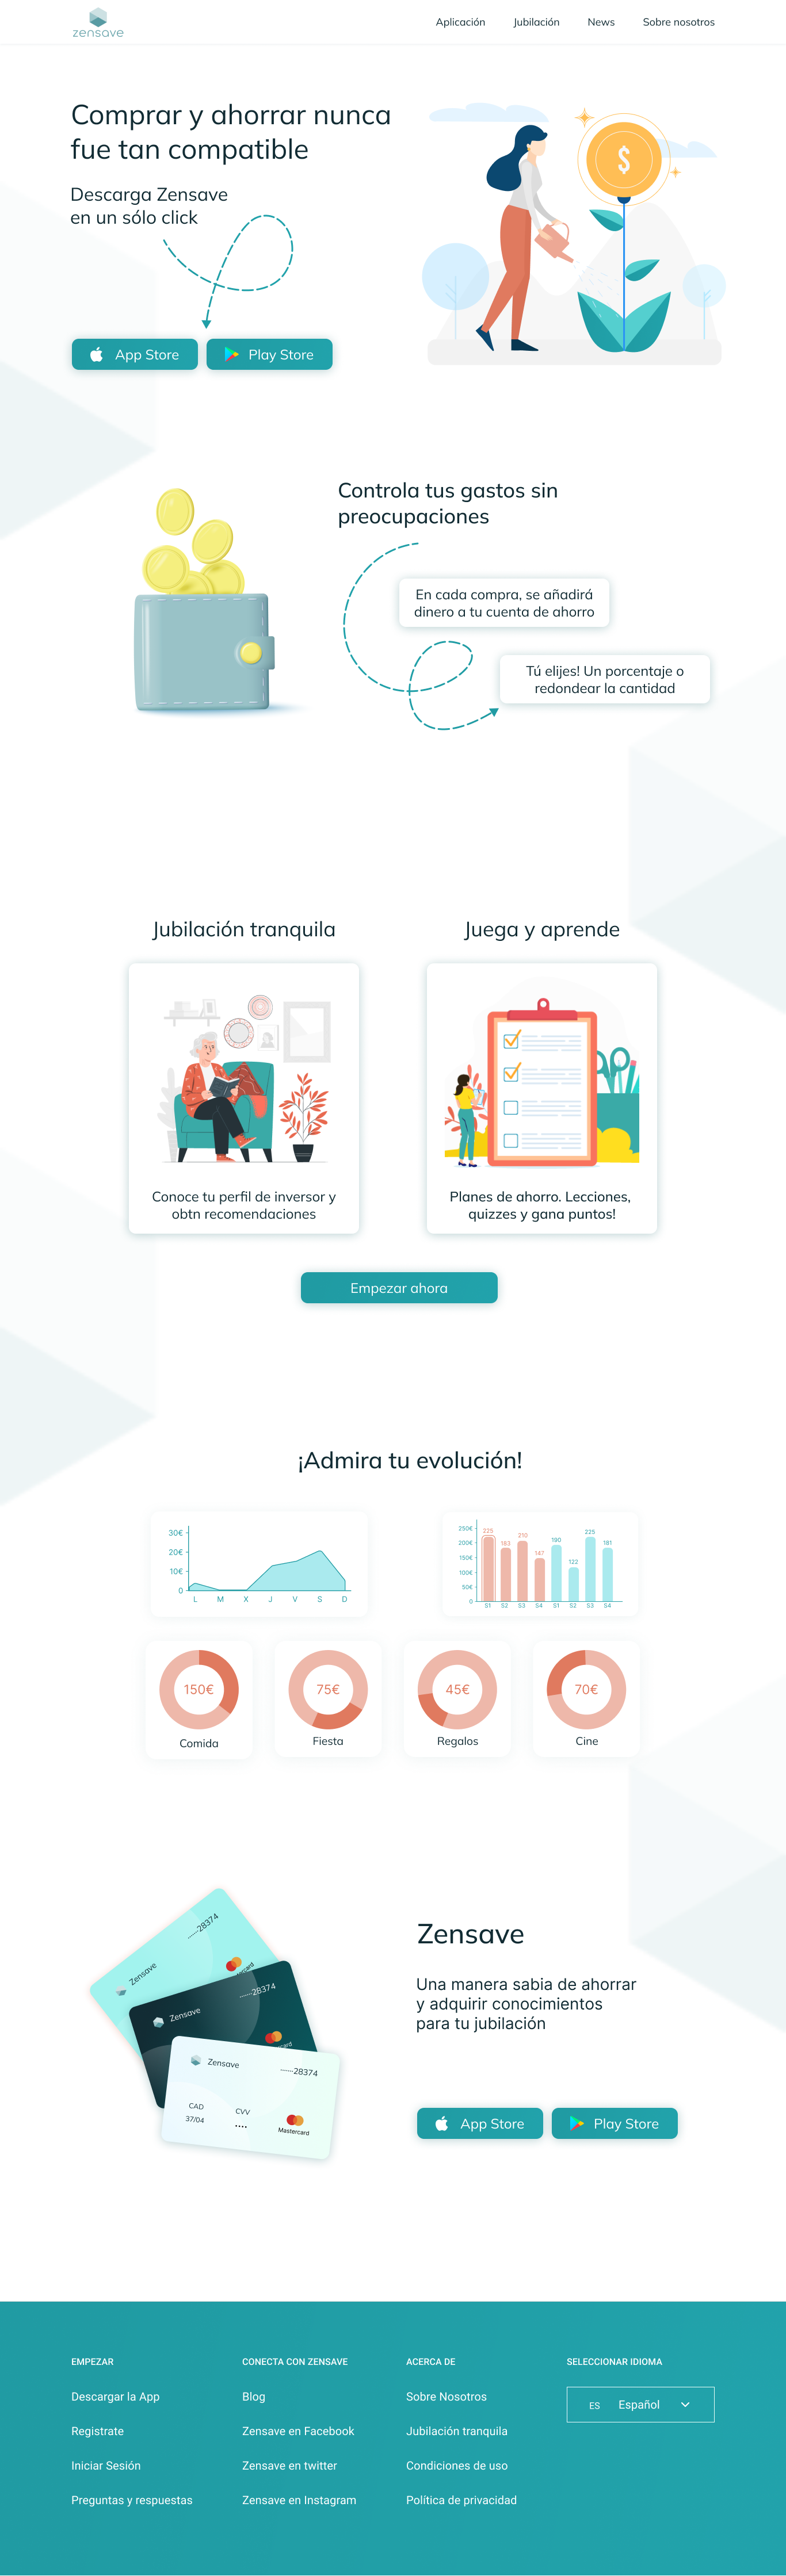 zensave
Aplicación
Jubilación
News
Sobre nosotros
Comprar y ahorrar nunca
fue tan compatible
Descarga Zensave
en un sólo click
App Store
Play Store
$
Controla tus gastos sin
preocupaciones
En cada compra, se añadirá
dinero a tu cuenta de ahorro
Tú elijes! Un porcentaje o
redondear la cantidad
Jubilación tranquila
Conoce tu perfil de inversor y
obtn recomendaciones
Juega y aprende
Planes de ahorro. Lecciones,
quizzes y gana puntos!
Empezar ahora
¡Admira tu evolución!
30€
20€
10€
0
L M X J V S D
250€
200€
150€
100€
50€
0
225 183 210 147 190 122 225 181
S1 S2 S3 S4 S1 S2 S3 S4
150€
Comida
75€
Fiesta
45€
Regalos
70€
Cine
Zensave
······28374
Zensave
······28374
Zensave
······28374
CAD
37/04
CVV
····
Mastercard
Zensave
Una manera sabia de ahorrar
y adquirir conocimientos
para tu jubilación
App Store
Play Store
EMPEZAR
Descargar la App
Registrate
Iniciar Sesión
Preguntas y respuestas
CONECTA CON ZENSAVE
Blog
Zensave en Facebook
Zensave en twitter
Zensave en Instagram
ACERCA DE
Sobre Nosotros
Jubilación tranquila
Condiciones de uso
Política de privacidad
SELECCIONAR IDIOMA
ES Español